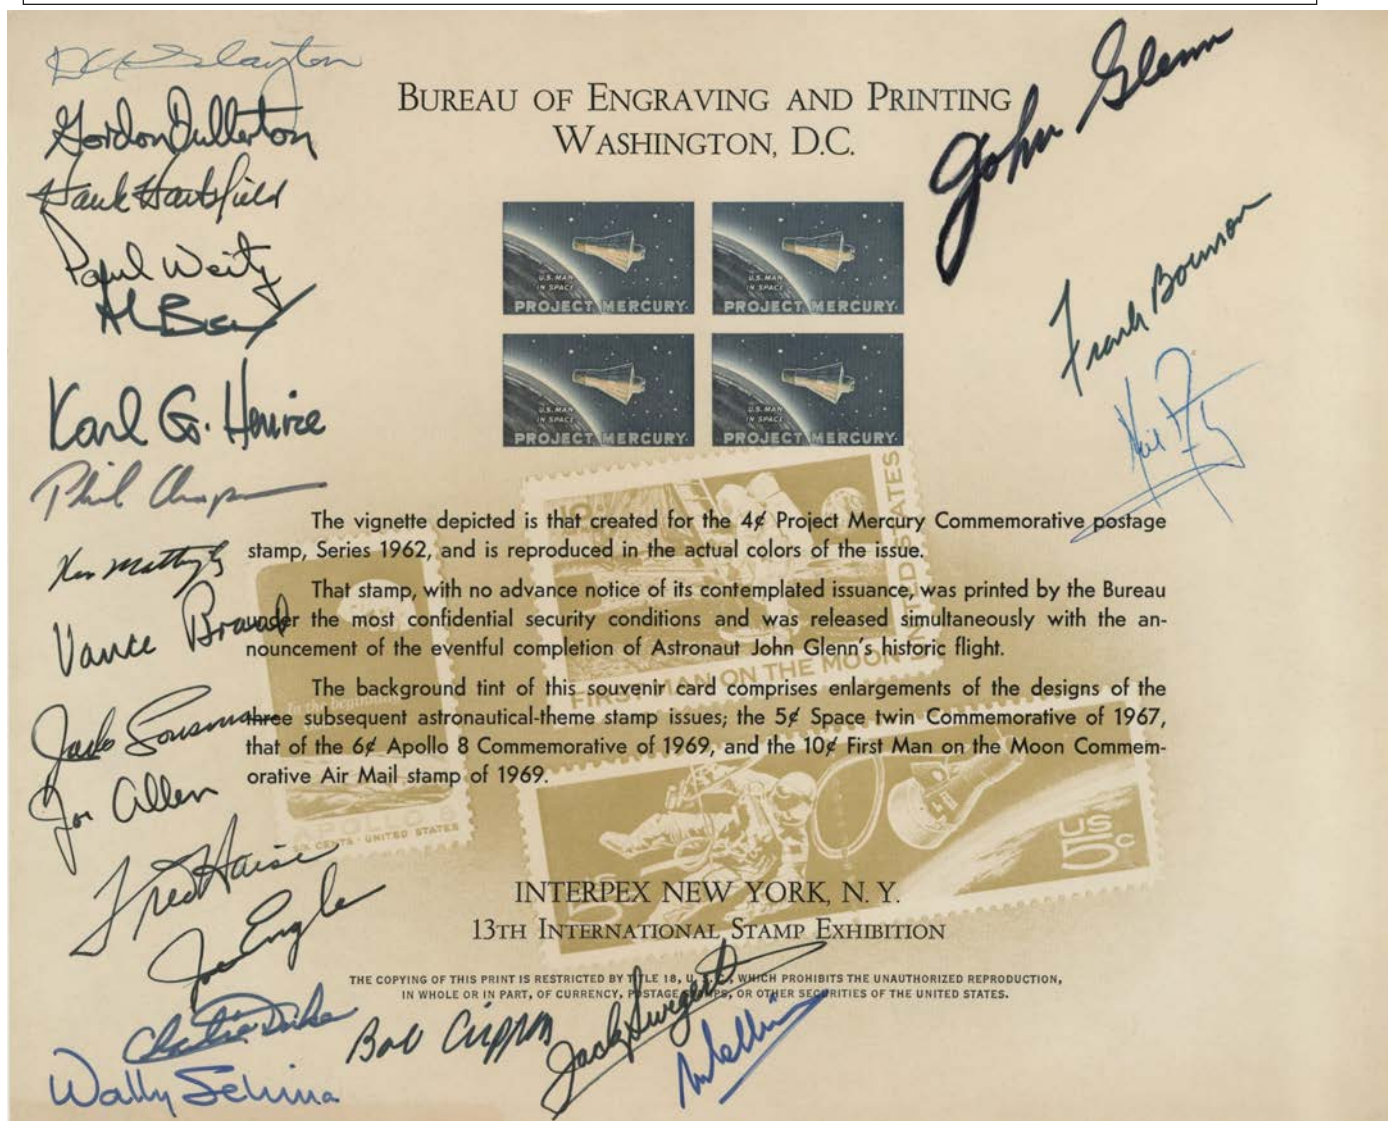 DKSlayton
Gordon Fullerton
Hank Hartsfield
Paul Weitz
Al Bean
Karl G. Henize
Phil Chapman
Ken Mattingly
Vance Brand
Jack Lousma
Joe Allen
Fred Haise
Joe Engle
Charlie Duke
Wally Schirra
Bob Crippen
Jack Swigert
John Glenn
Frank Borman
BUREAU OF ENGRAVING AND PRINTING
WASHINGTON, D.C.
U.S. MAN
IN SPACE
PROJECT MERCURY
U.S. MAN
IN SPACE
PROJECT MERCURY
U.S. MAN
IN SPACE
PROJECT MERCURY
U.S. MAN
IN SPACE
PROJECT MERCURY
The vignette depicted is that created for the 4¢ Project Mercury Commemorative postage
stamp, Series 1962, and is reproduced in the actual colors of the issue.
That stamp, with no advance notice of its contemplated issuance, was printed by the Bureau
under the most confidential security conditions and was released simultaneously with the an-
nouncement of the eventful completion of Astronaut John Glenn's historic flight.
The background tint of this souvenir card comprises enlargements of the designs of the
three subsequent astronautical-theme stamp issues; the 5¢ Space twin Commemorative of 1967,
that of the 6¢ Apollo 8 Commemorative of 1969, and the 10¢ First Man on the Moon Commem-
orative Air Mail stamp of 1969.
10¢
UNITED STATES
FIRST MAN ON THE MOON
In the beginning
APOLLO 8
SIX CENTS · UNITED STATES
US
5c
US
5c
INTERPEX NEW YORK, N. Y.
13TH INTERNATIONAL STAMP EXHIBITION
THE COPYING OF THIS PRINT IS RESTRICTED BY TITLE 18, U. S. C., WHICH PROHIBITS THE UNAUTHORIZED REPRODUCTION,
IN WHOLE OR IN PART, OF CURRENCY, POSTAGE STAMPS, OR OTHER SECURITIES OF THE UNITED STATES.